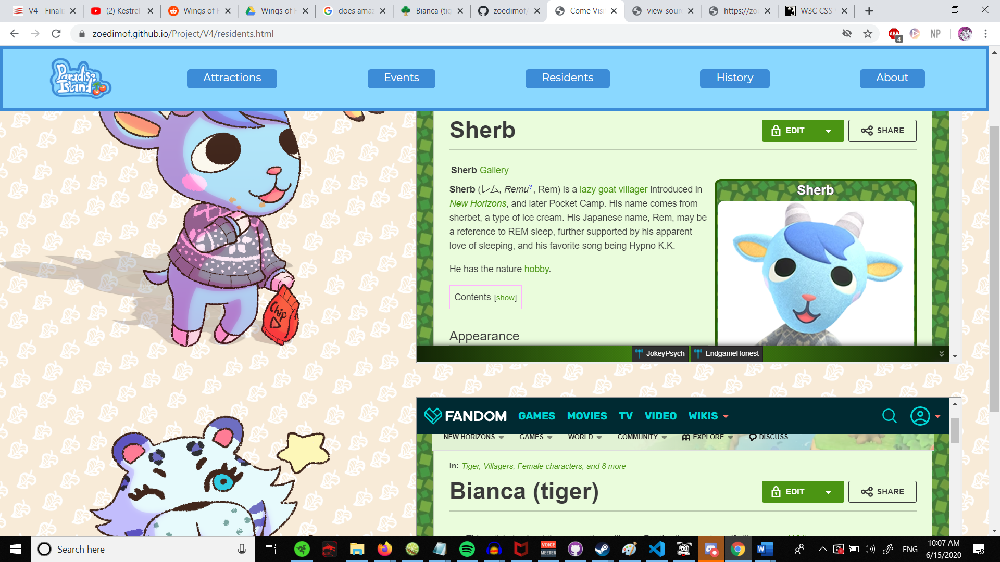 V4 - Finaliz
(2) Kestrel
Wings of F
Wings of F
does amaz
Bianca (tig
zoedimof/
Come Visi
view-sour
https://zo
W3C CSS
zoedimof.github.io/Project/V4/residents.html
ABP
4
NP
Paradise
Island
Attractions
Events
Residents
History
About
Sherb
EDIT
SHARE
Sherb Gallery
Sherb (レム, Remu?, Rem) is a lazy goat villager introduced in
New Horizons, and later Pocket Camp. His name comes from
sherbet, a type of ice cream. His Japanese name, Rem, may be
a reference to REM sleep, further supported by his apparent
love of sleeping, and his favorite song being Hypno K.K.
He has the nature hobby.
Contents [show]
Appearance
Sherb
Chip
JokeyPsych
EndgameHonest
FANDOM
GAMES
MOVIES
TV
VIDEO
WIKIS
NEW HORIZONS
GAMES
WORLD
COMMUNITY
EXPLORE
DISCUSS
in: Tiger, Villagers, Female characters, and 8 more
Bianca (tiger)
EDIT
SHARE
Search here
VOICE
MEETER
ENG
10:07 AM
6/15/2020